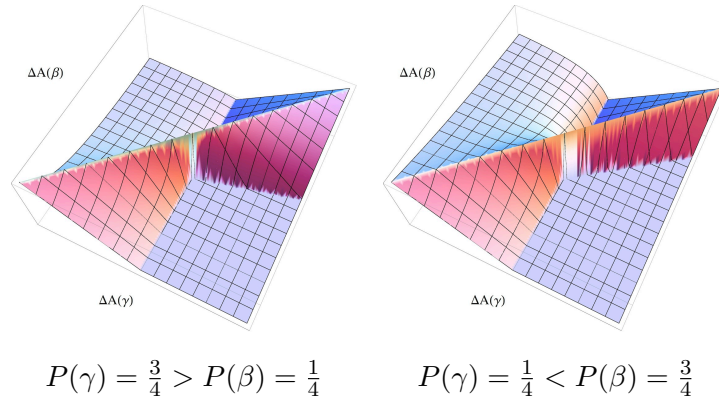 ΔA(β)
ΔA(β)
ΔA(γ)
ΔA(γ)
P(γ) = 3/4 > P(β) = 1/4
P(γ) = 1/4 < P(β) = 3/4